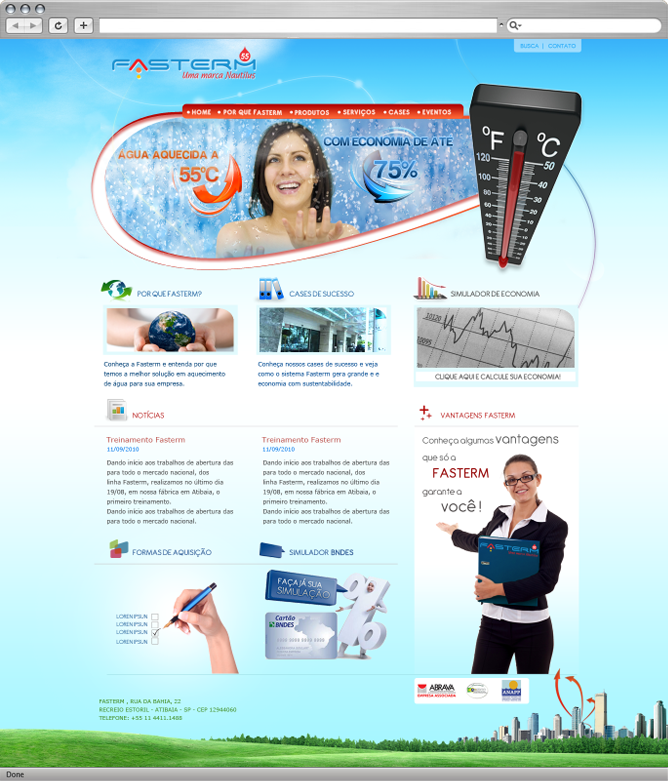 BUSCA | CONTATO
FASTERM 55
Uma marca Nautilus
• HOME • POR QUE FASTERM • PRODUTOS • SERVIÇOS • CASES • EVENTOS
ÁGUA AQUECIDA A
55°C
COM ECONOMIA DE ATÉ
75%
°F °C
120 50
100 40
80 30
POR QUE FASTERM?
Conheça a Fasterm e entenda por que
temos a melhor solução em aquecimento
de água para sua empresa.
CASES DE SUCESSO
Conheça nossos cases de sucesso e veja
como o sistema Fasterm gera grande e e
economia com sustentabilidade.
SIMULADOR DE ECONOMIA
10120
10095
CLIQUE AQUI E CALCULE SUA ECONOMIA!
NOTÍCIAS
Treinamento Fasterm
11/09/2010
Dando início aos trabalhos de abertura das
para todo o mercado nacional, dos
linha Fasterm, realizamos no último dia
19/08, em nossa fábrica em Atibaia, o
primeiro treinamento.
Dando início aos trabalhos de abertura das
para todo o mercado nacional.
Treinamento Fasterm
11/09/2010
Dando início aos trabalhos de abertura das
para todo o mercado nacional, dos
linha Fasterm, realizamos no último dia
19/08, em nossa fábrica em Atibaia, o
primeiro treinamento.
Dando início aos trabalhos de abertura das
para todo o mercado nacional.
VANTAGENS FASTERM
Conheça algumas vantagens
que só a
FASTERM
garante a
você!
FASTERM
FORMAS DE AQUISIÇÃO
LOREN IPSUN
LOREN IPSUN
LOREN IPSUN
LOREN IPSUN
SIMULADOR BNDES
FAÇA JÁ SUA
SIMULAÇÃO
Cartão
BNDES
ABRAVA
EMPRESA ASSOCIADA
ANAPP
FASTERM , RUA DA BAHIA, 22
RECREIO ESTORIL - ATIBAIA - SP - CEP 12944060
TELEFONE: +55 11 4411.1488
Done